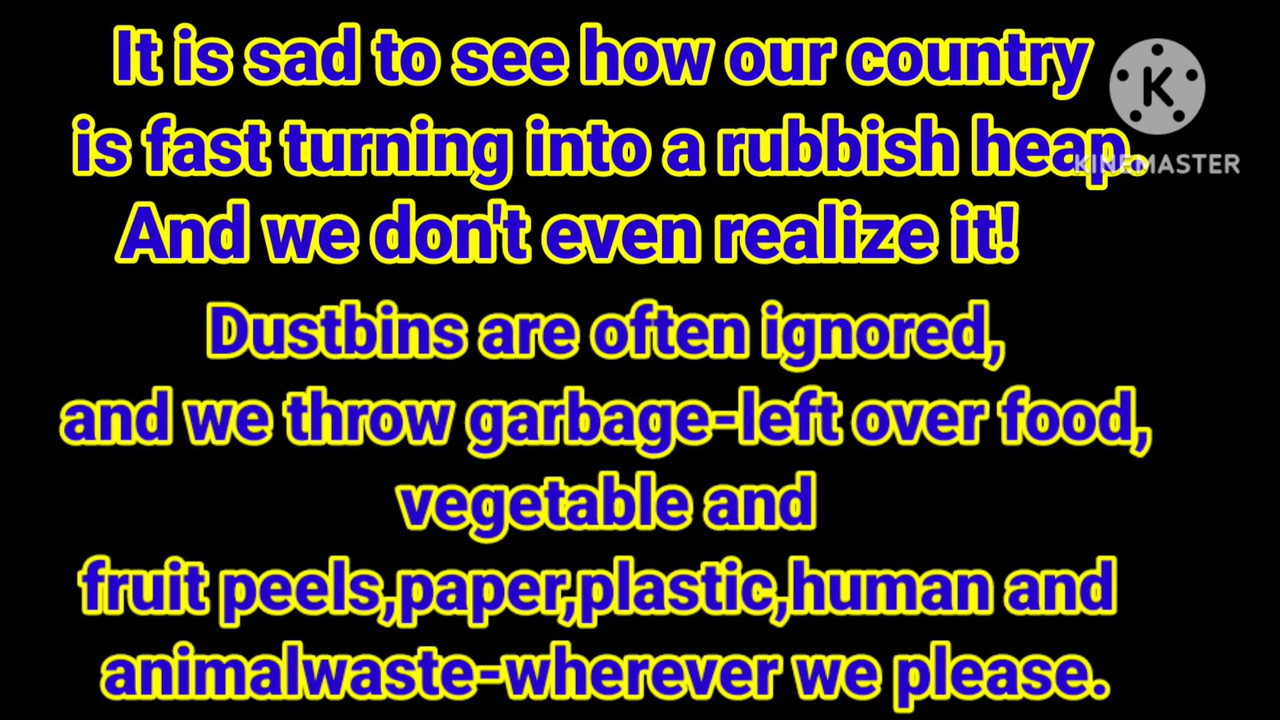 It is sad to see how our country
is fast turning into a rubbish heap.
And we don't even realize it!
Dustbins are often ignored,
and we throw garbage-left over food,
vegetable and
fruit peels,paper,plastic,human and
animalwaste-wherever we please.
K
KINEMASTER